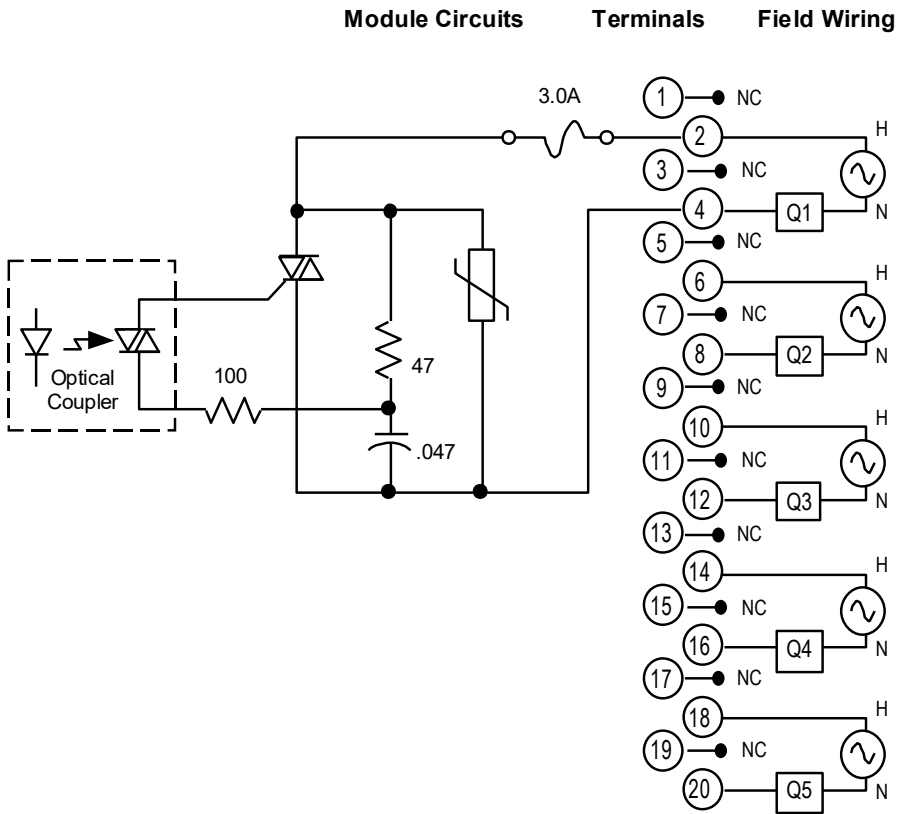 Module Circuits Terminals Field Wiring
3.0A
1 NC
2 H
3 NC
4 Q1 N
5 NC
6 H
7 NC
8 Q2 N
9 NC
10 H
11 NC
12 Q3 N
13 NC
14 H
15 NC
16 Q4 N
17 NC
18 H
19 NC
20 Q5 N
Optical
Coupler
100
47
.047